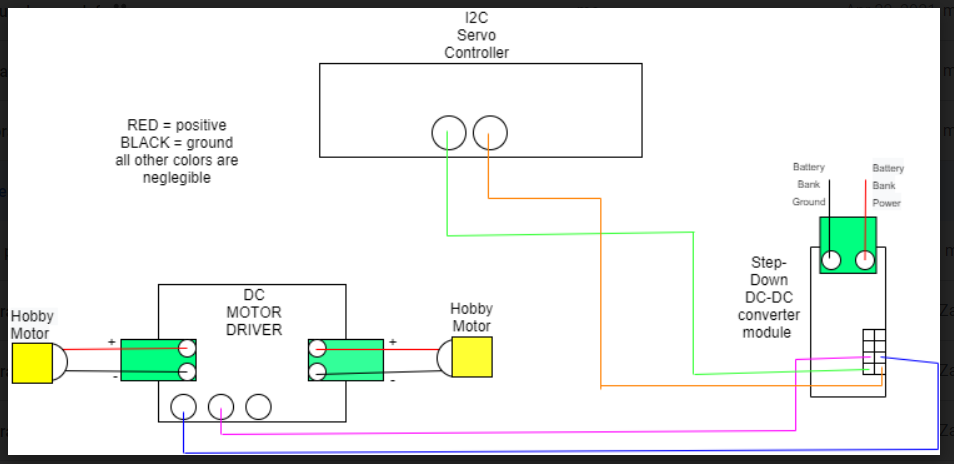 I2C
Servo
Controller
RED = positive
BLACK = ground
all other colors are
neglegible
Battery
Bank
Ground
Battery
Bank
Power
Step-
Down
DC-DC
converter
module
DC
MOTOR
DRIVER
Hobby
Motor
+
-
Hobby
Motor
+
-